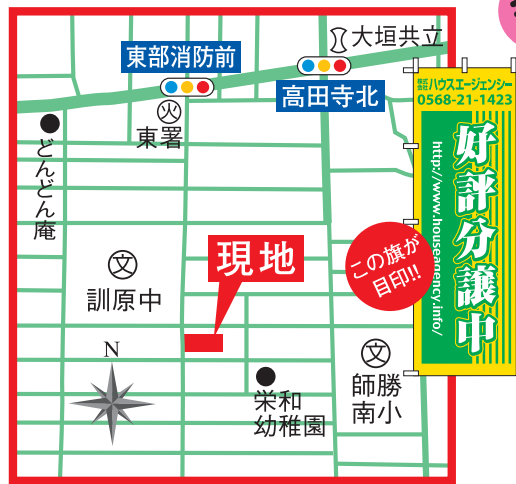 大垣共立
東部消防前
高田寺北
火
東署
どんどん庵
文
訓原中
現地
N
文
師勝
南小
栄和
幼稚園
この旗が
目印!!
株式会社ハウスエージェンシー
0568-21-1423
好評分譲中
http://www.houseagency.info/